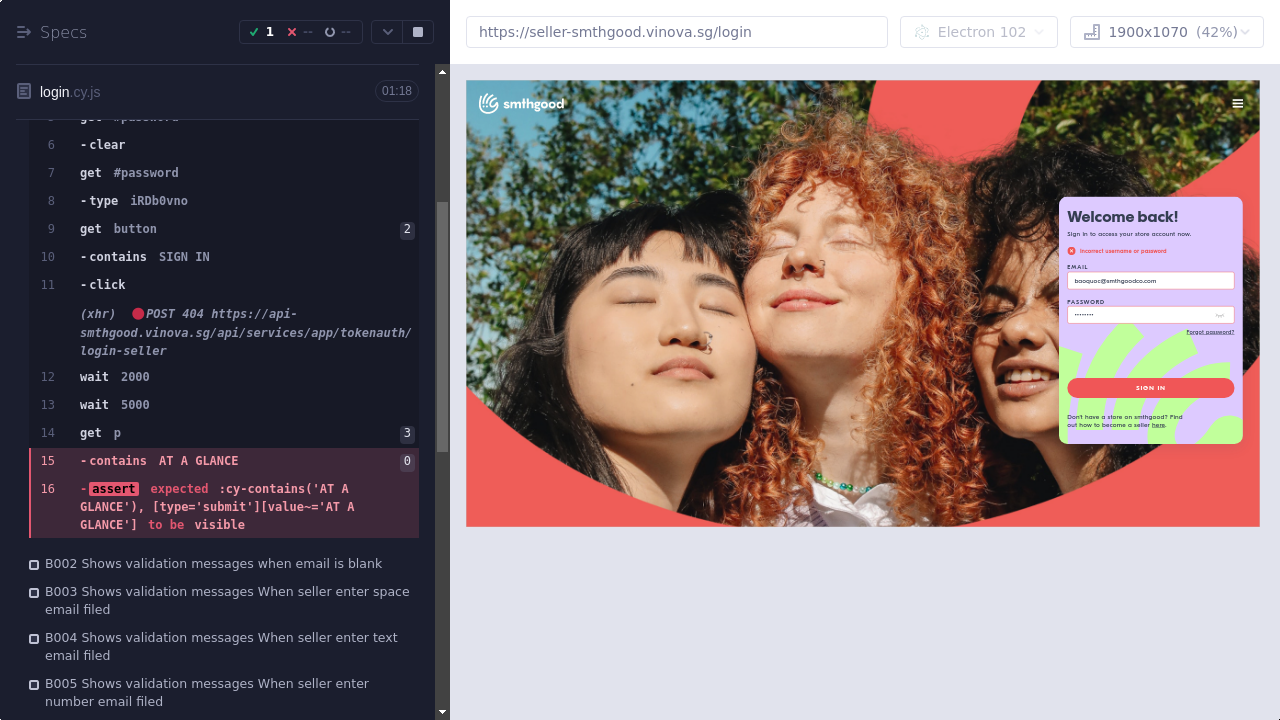 Specs
1
--
--
https://seller-smthgood.vinova.sg/login
Electron 102
1900x1070 (42%)
login.cy.js
01:18
get #password
6 -clear
7 get #password
8 -type iRDb0vno
9 get button 2
10 -contains SIGN IN
11 -click
(xhr) POST 404 https://api-
smthgood.vinova.sg/api/services/app/tokenauth/
login-seller
12 wait 2000
13 wait 5000
14 get p 3
15 -contains AT A GLANCE 0
16 -assert expected :cy-contains('AT A
GLANCE'), [type='submit'][value~='AT A
GLANCE'] to be visible
B002 Shows validation messages when email is blank
B003 Shows validation messages When seller enter space
email filed
B004 Shows validation messages When seller enter text
email filed
B005 Shows validation messages When seller enter
number email filed
smthgood
Welcome back!
Sign in to access your store account now.
Incorrect username or password
EMAIL
baoquoc@smthgoodco.com
PASSWORD
Forgot password?
SIGN IN
Don't have a store on smthgood? Find
out how to become a seller here.